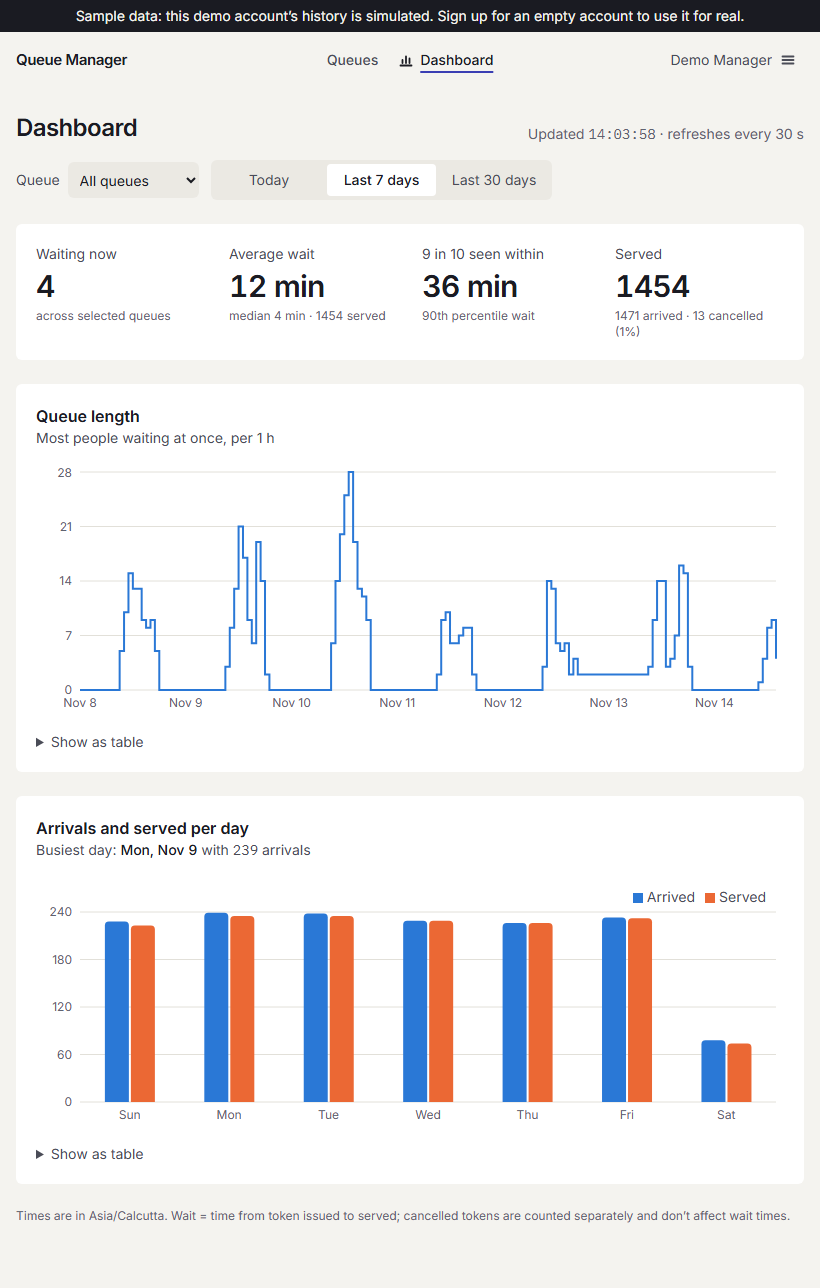 Sample data: this demo account’s history is simulated. Sign up for an empty account to use it for real.
Queue Manager
Queues
Dashboard
Demo Manager
Dashboard
Updated 14:03:58 · refreshes every 30 s
Queue
All queues
Today
Last 7 days
Last 30 days
Waiting now
4
across selected queues
Average wait
12 min
median 4 min · 1454 served
9 in 10 seen within
36 min
90th percentile wait
Served
1454
1471 arrived · 13 cancelled
(1%)
Queue length
Most people waiting at once, per 1 h
28
21
14
7
0
Nov 8
Nov 9
Nov 10
Nov 11
Nov 12
Nov 13
Nov 14
Show as table
Arrivals and served per day
Busiest day: Mon, Nov 9 with 239 arrivals
Arrived
Served
240
180
120
60
0
Sun
Mon
Tue
Wed
Thu
Fri
Sat
Show as table
Times are in Asia/Calcutta. Wait = time from token issued to served; cancelled tokens are counted separately and don’t affect wait times.